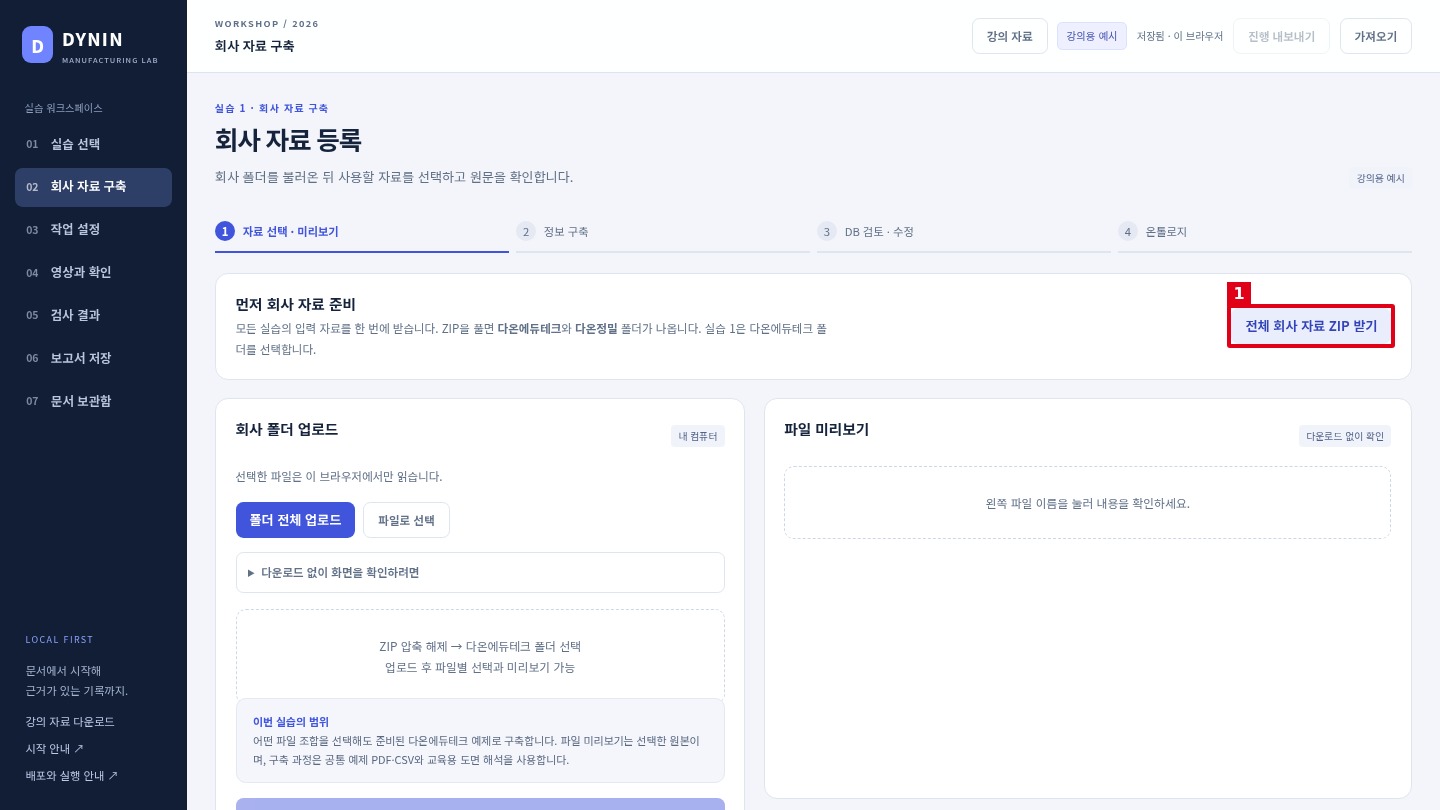 D DYNIN
MANUFACTURING LAB
실습 워크스페이스
01 실습 선택
02 회사 자료 구축
03 작업 설정
04 영상과 확인
05 검사 결과
06 보고서 저장
07 문서 보관함
LOCAL FIRST
문서에서 시작해
근거가 있는 기록까지.
강의 자료 다운로드
시작 안내 ↗
배포와 실행 안내 ↗
WORKSHOP / 2026
회사 자료 구축
강의 자료
강의용 예시
저장됨 · 이 브라우저
진행 내보내기
가져오기
실습 1 · 회사 자료 구축
회사 자료 등록
회사 폴더를 불러온 뒤 사용할 자료를 선택하고 원문을 확인합니다.
강의용 예시
1 자료 선택 · 미리보기
2 정보 구축
3 DB 검토 · 수정
4 온톨로지
먼저 회사 자료 준비
모든 실습의 입력 자료를 한 번에 받습니다. ZIP을 풀면 다온에듀테크와 다온정밀 폴더가 나옵니다. 실습 1은 다온에듀테크 폴
더를 선택합니다.
1
전체 회사 자료 ZIP 받기
회사 폴더 업로드
내 컴퓨터
선택한 파일은 이 브라우저에서만 읽습니다.
폴더 전체 업로드
파일로 선택
▶ 다운로드 없이 화면을 확인하려면
ZIP 압축 해제 → 다온에듀테크 폴더 선택
업로드 후 파일별 선택과 미리보기 가능
이번 실습의 범위
어떤 파일 조합을 선택해도 준비된 다온에듀테크 예제로 구축합니다. 파일 미리보기는 선택한 원본이
며, 구축 과정은 공통 예제 PDF·CSV와 교육용 도면 해석을 사용합니다.
파일 미리보기
다운로드 없이 확인
왼쪽 파일 이름을 눌러 내용을 확인하세요.